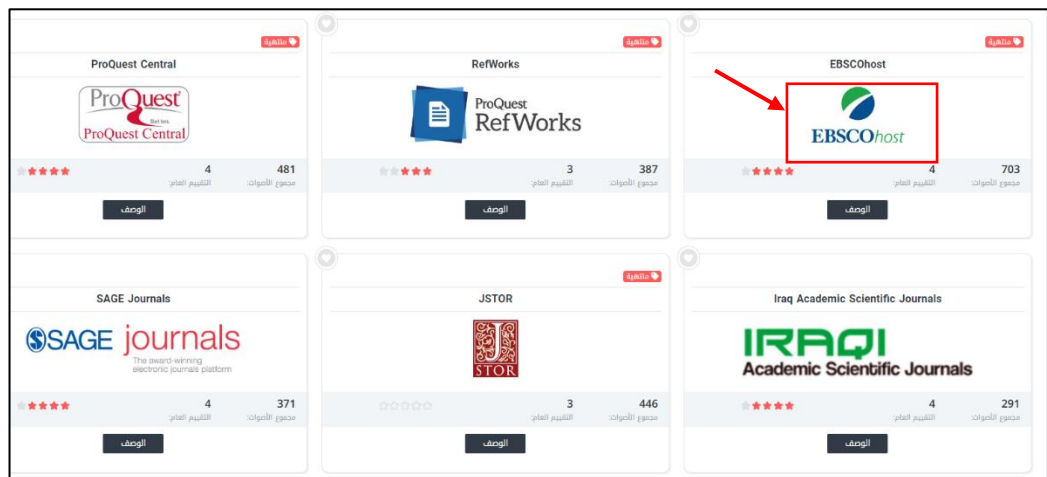 منتهية
EBSCOhost
EBSCOhost
703
مجموع الأصوات:
4
التقييم العام:
الوصف
منتهية
RefWorks
ProQuest
RefWorks
387
مجموع الأصوات:
3
التقييم العام:
الوصف
منتهية
ProQuest Central
ProQuest
ProQuest Central
481
مجموع الأصوات:
4
التقييم العام:
الوصف
Iraq Academic Scientific Journals
IRAQI
Academic Scientific Journals
291
مجموع الأصوات:
4
التقييم العام:
الوصف
منتهية
JSTOR
JSTOR
446
مجموع الأصوات:
3
التقييم العام:
الوصف
SAGE Journals
SAGE journals
The award-winning
electronic journals platform
371
مجموع الأصوات:
4
التقييم العام:
الوصف